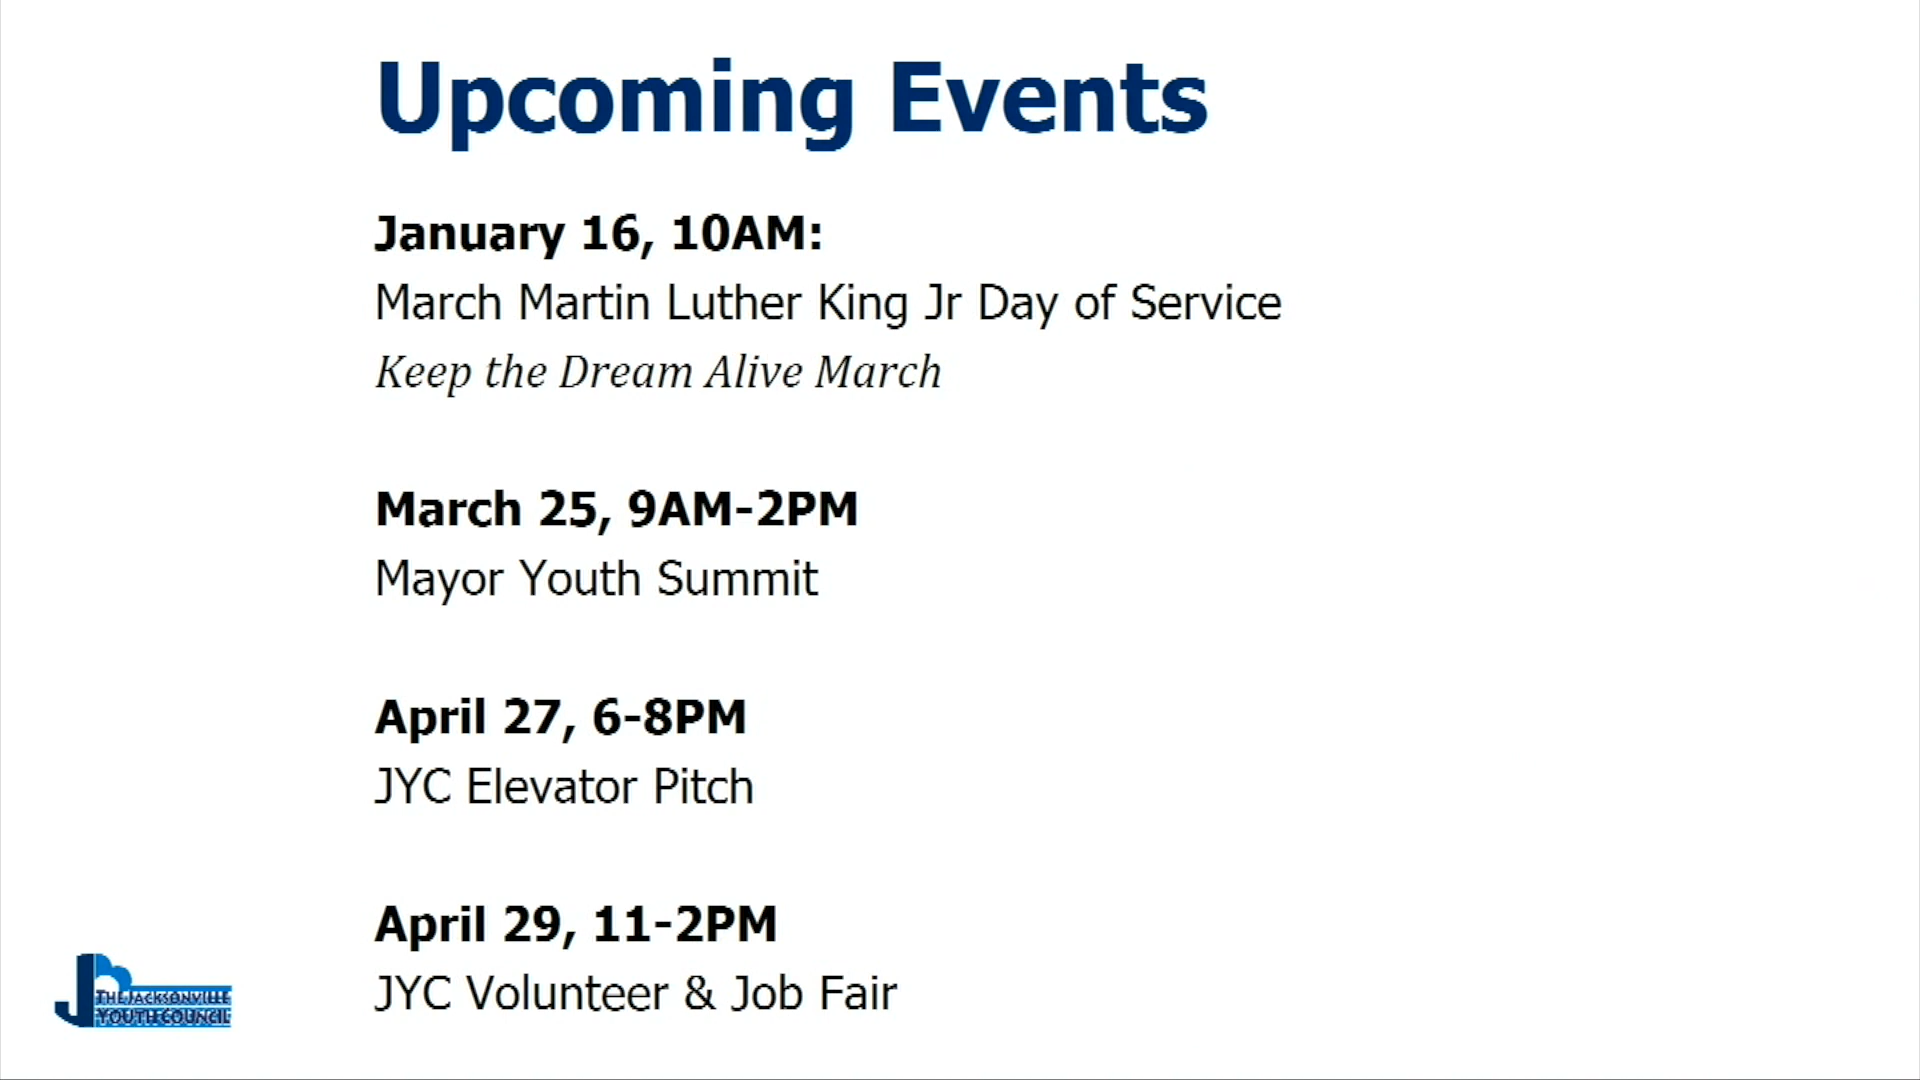 Upcoming Events
January 16, 10AM:
March Martin Luther King Jr Day of Service
Keep the Dream Alive March
March 25, 9AM-2PM
Mayor Youth Summit
April 27, 6-8PM
JYC Elevator Pitch
April 29, 11-2PM
JYC Volunteer & Job Fair
THE JACKSONVILLE
YOUTH COUNCIL